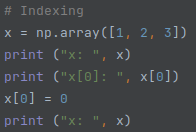 # Indexing
x = np.array([1, 2, 3])
print ("x: ", x)
print ("x[0]: ", x[0])
x[0] = 0
print ("x: ", x)